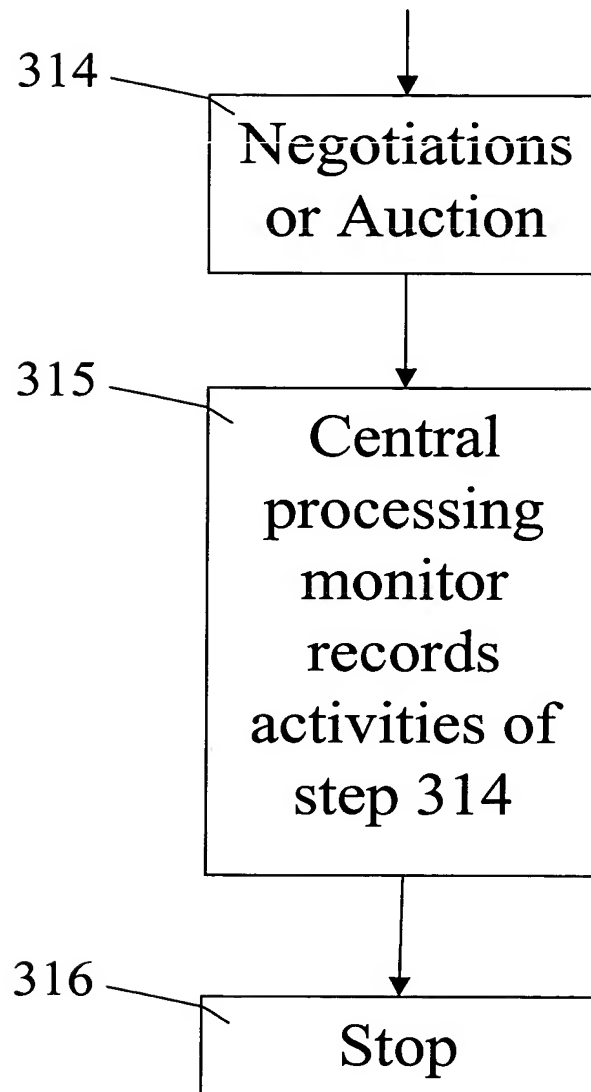 314
Negotiations
or Auction
315
Central
processing
monitor
records
activities of
step 314
316
Stop